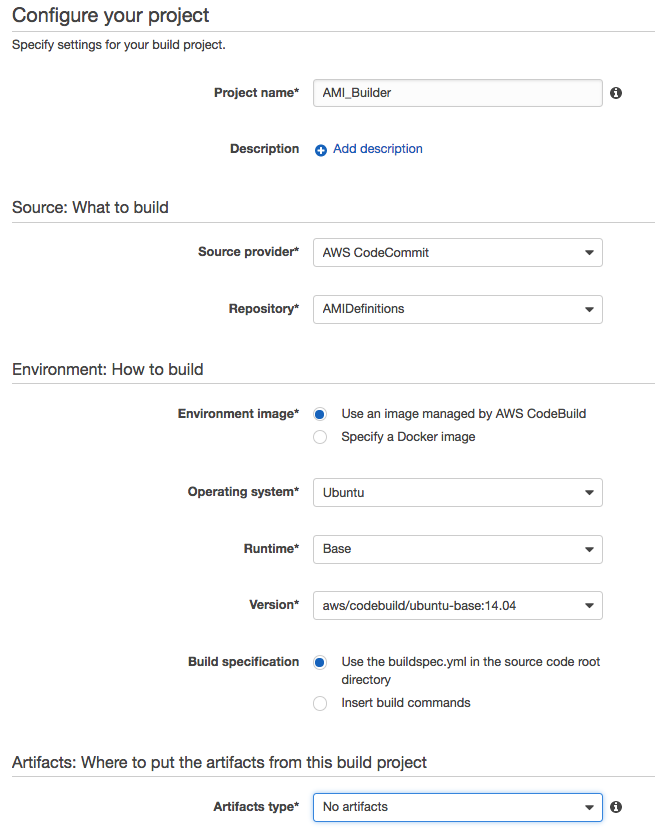 Configure your project
Specify settings for your build project.
Project name* AMI_Builder
Description Add description
Source: What to build
Source provider* AWS CodeCommit
Repository* AMIDefinitions
Environment: How to build
Environment image* Use an image managed by AWS CodeBuild
Specify a Docker image
Operating system* Ubuntu
Runtime* Base
Version* aws/codebuild/ubuntu-base:14.04
Build specification Use the buildspec.yml in the source code root
directory
Insert build commands
Artifacts: Where to put the artifacts from this build project
Artifacts type* No artifacts